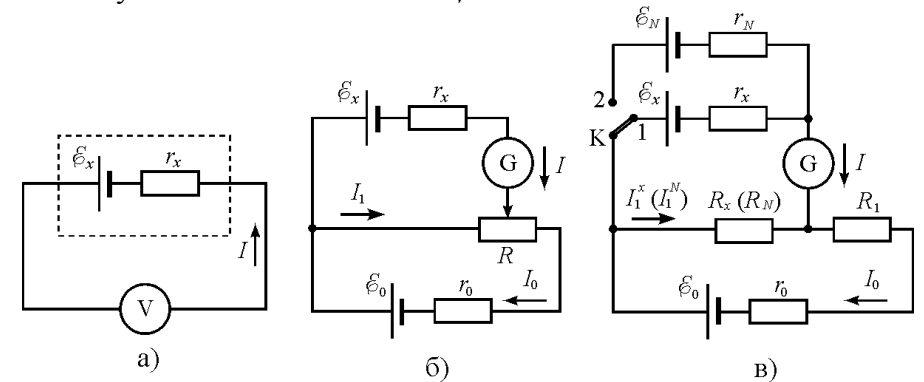 ℰx rx
I
V
а)
ℰx rx
G I
I1
R
ℰ0 r0 I0
б)
ℰN rN
2 ℰx rx
K 1
G I
I1x (I1N) Rx (RN) R1
ℰ0 r0 I0
в)